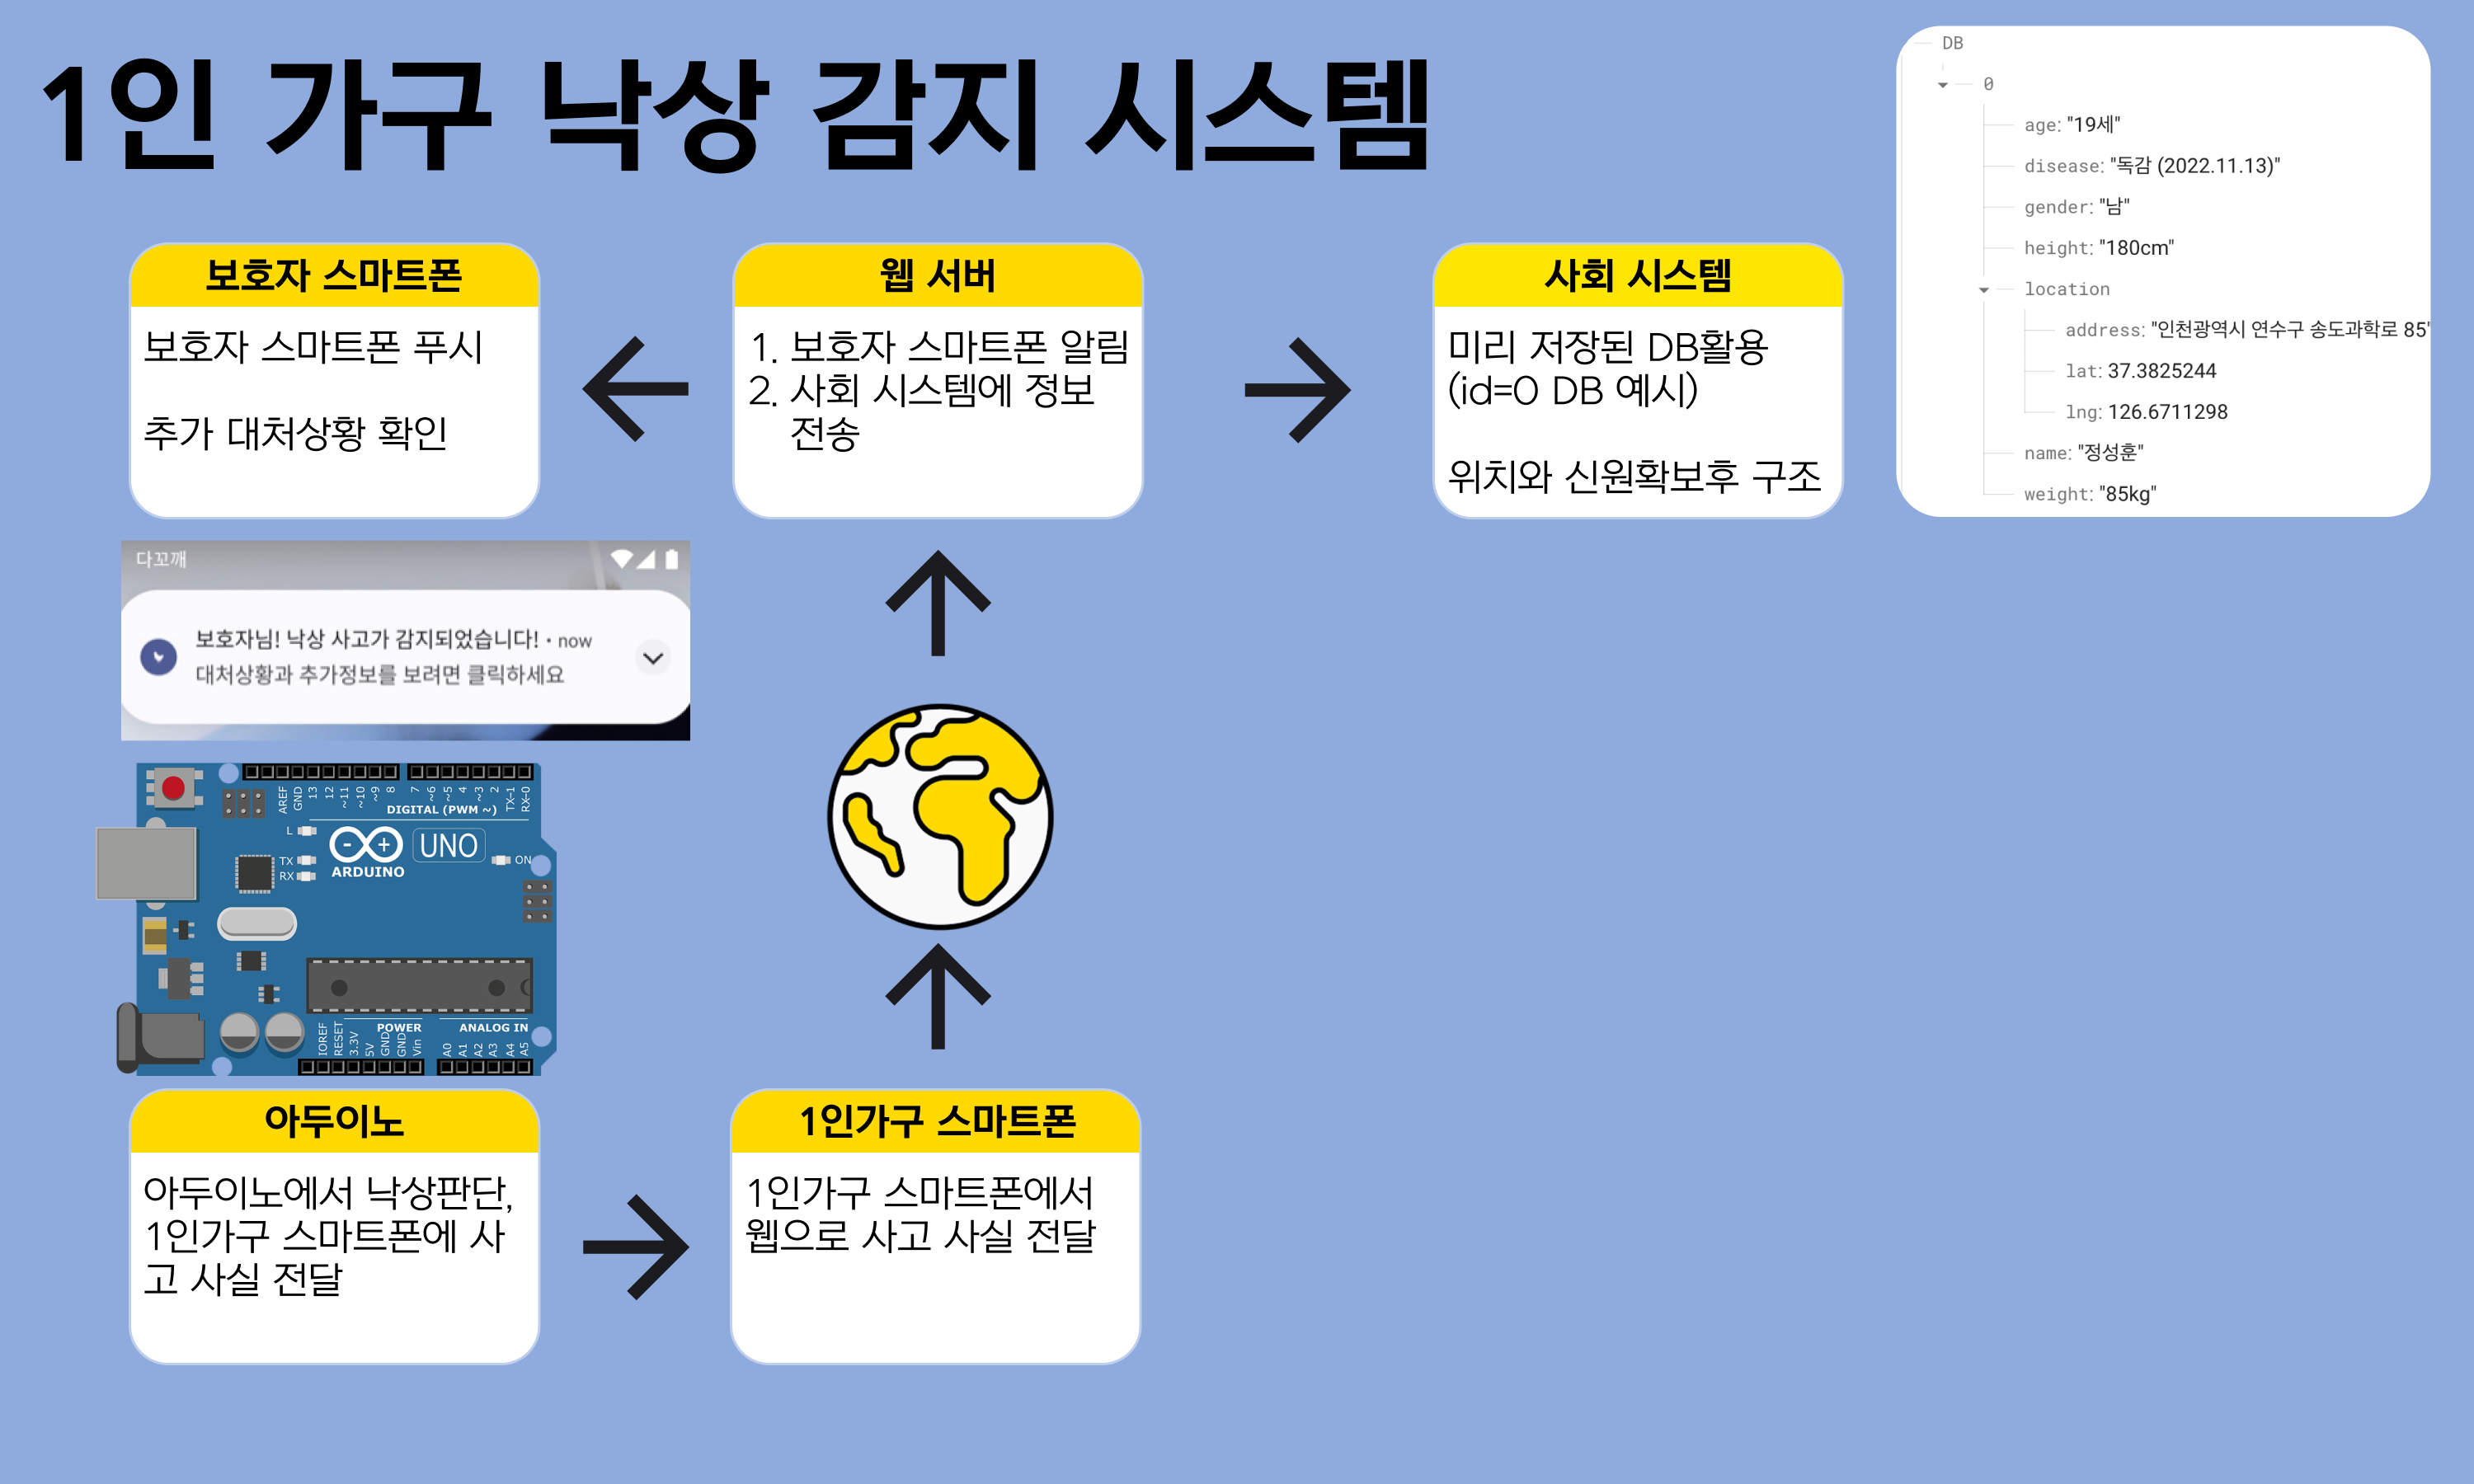 1인 가구 낙상 감지 시스템
DB
0
age: "19세"
disease: "독감 (2022.11.13)"
gender: "남"
height: "180cm"
location
address: "인천광역시 연수구 송도과학로 85"
lat: 37.3825244
lng: 126.6711298
name: "정성훈"
weight: "85kg"
보호자 스마트폰
보호자 스마트폰 푸시
추가 대처상황 확인
웹 서버
1. 보호자 스마트폰 알림
2. 사회 시스템에 정보
전송
사회 시스템
미리 저장된 DB활용
(id=0 DB 예시)
위치와 신원확보후 구조
다꼬깨
보호자님! 낙상 사고가 감지되었습니다! • now
대처상황과 추가정보를 보려면 클릭하세요
AREF
GND
13
12
~11
~10
~9
8
7
~6
~5
4
~3
2
TX→1
RX←0
DIGITAL (PWM ~)
L
TX
RX
- +
ARDUINO
UNO
ON
IOREF
RESET
3.3V
5V
GND
GND
Vin
POWER
ANALOG IN
A0
A1
A2
A3
A4
A5
아두이노
아두이노에서 낙상판단,
1인가구 스마트폰에 사
고 사실 전달
1인가구 스마트폰
1인가구 스마트폰에서
웹으로 사고 사실 전달